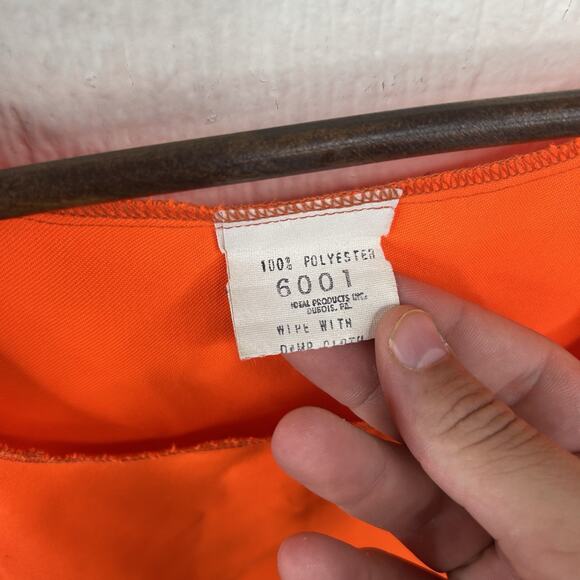 100% POLYESTER
6001
IDEAL PRODUCTS INC.
DUBOIS, PA.
WIPE WITH
DAMP CLOTH